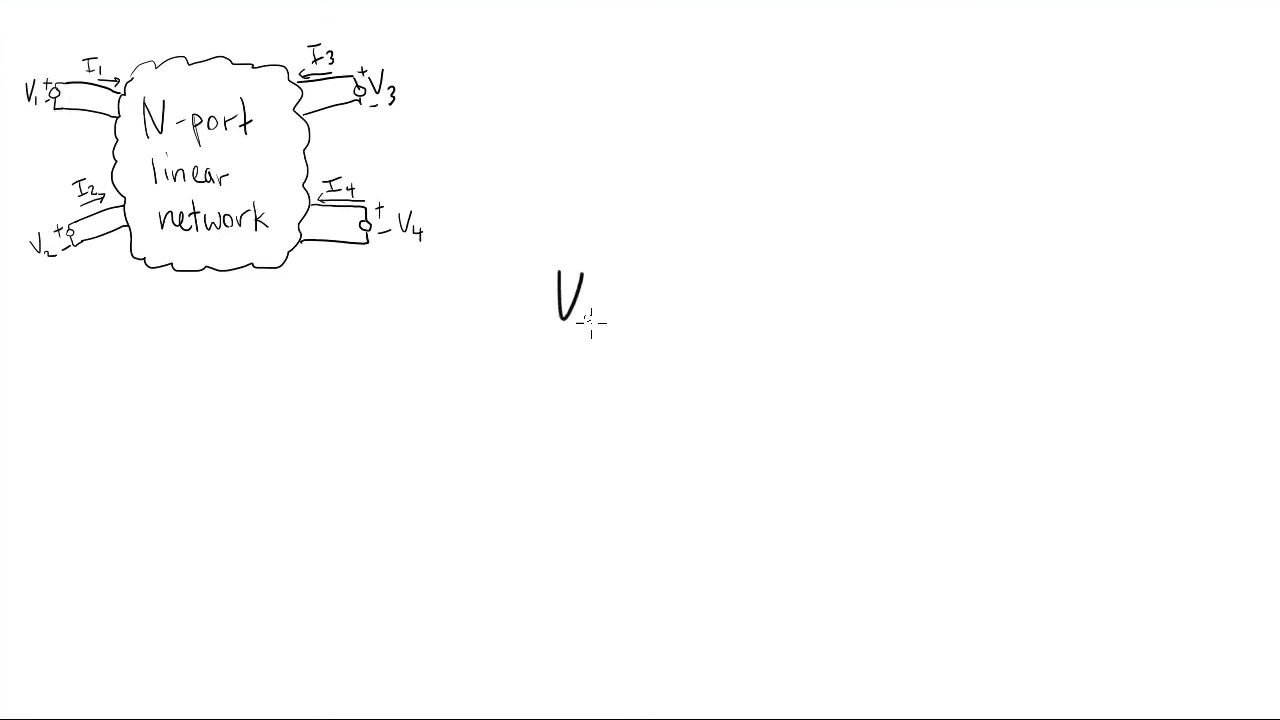 I1
V1 + -
N-port
linear
network
I3
+ V3 -
I2
V2 + -
I4
+ - V4
V